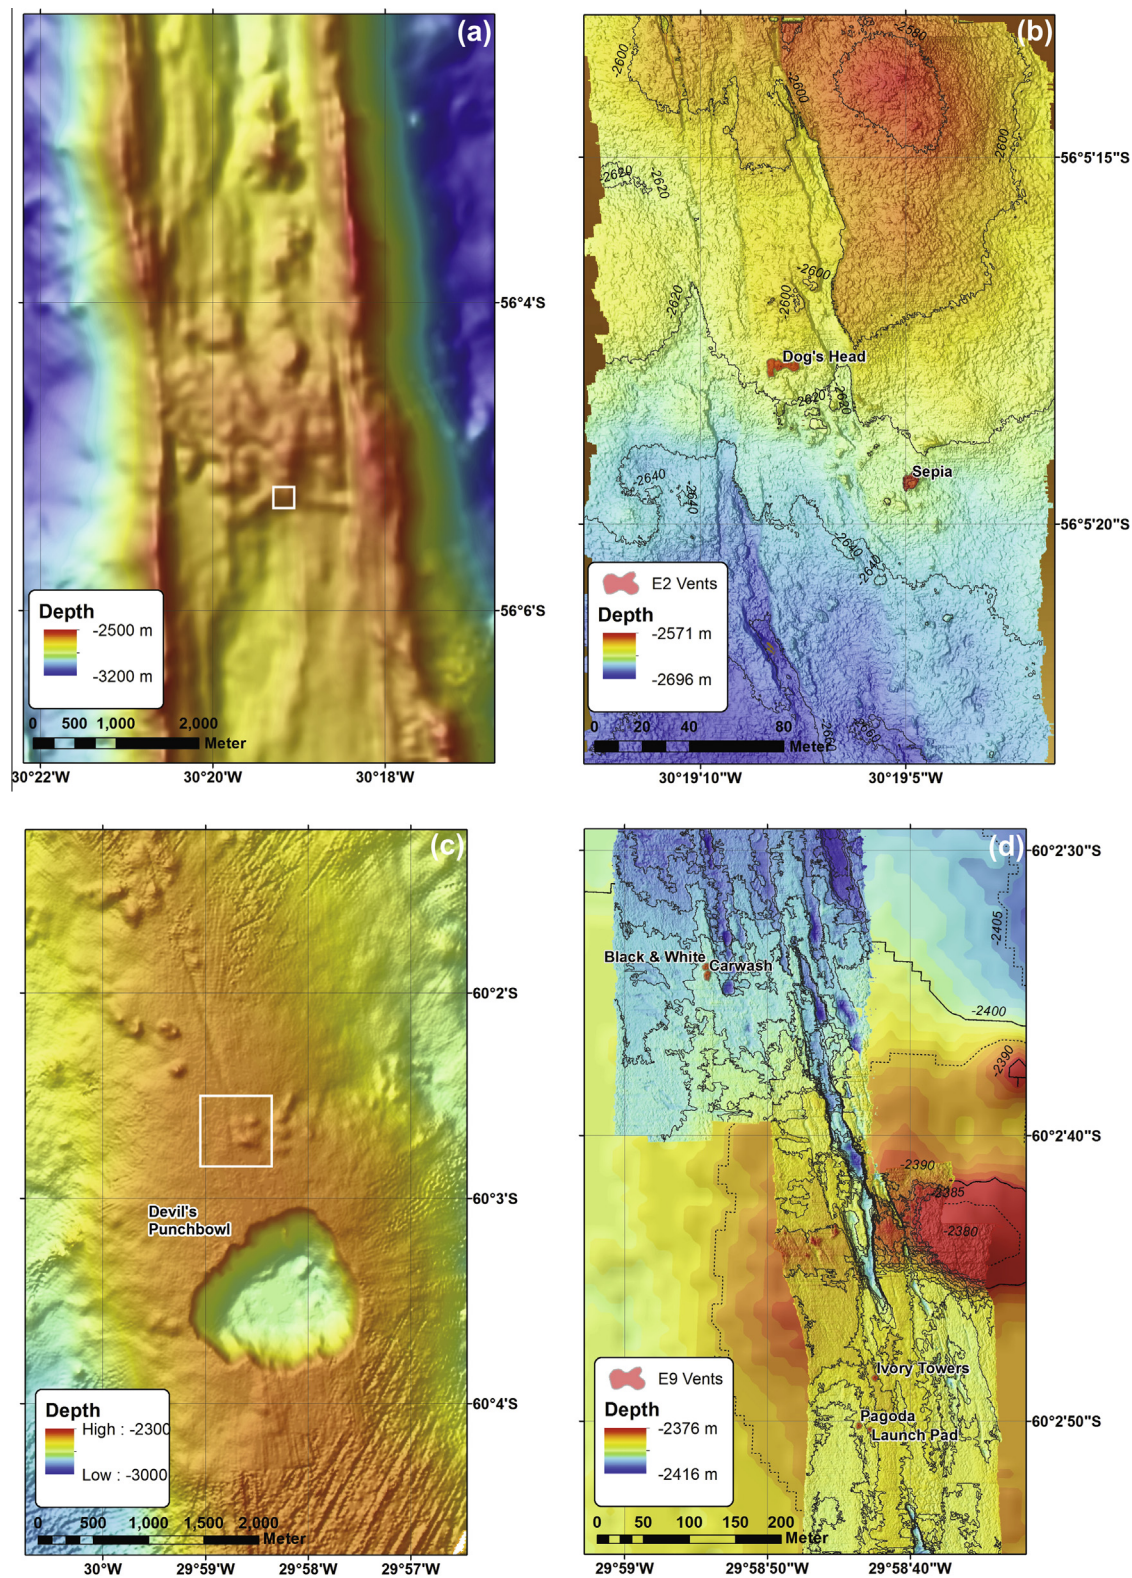 (a)
56°4'S
56°6'S
Depth
-2500 m
-3200 m
0 500 1,000 2,000
Meter
30°22'W 30°20'W 30°18'W
(b)
-2580
-2600
-2600
-2600
56°5'15"S
-2620
-2620
-2600
-2600
-2620
Dog's Head
-2620
-2620
Sepia
-2640
-2640
56°5'20"S
-2640
-2640
E2 Vents
Depth
-2571 m
-2696 m
-2660
-2660
0 20 40 80
Meter
30°19'10"W 30°19'5"W
(c)
60°2'S
60°3'S
Devil's
Punchbowl
60°4'S
Depth
High : -2300
Low : -3000
0 500 1,000 1,500 2,000
Meter
30°W 29°59'W 29°58'W 29°57'W
(d)
60°2'30"S
-2405
Black & White
Carwash
-2400
-2390
60°2'40"S
-2390
-2385
-2380
Ivory Towers
Pagoda
Launch Pad
60°2'50"S
E9 Vents
Depth
-2376 m
-2416 m
0 50 100 150 200
Meter
29°59'W 29°58'50"W 29°58'40"W